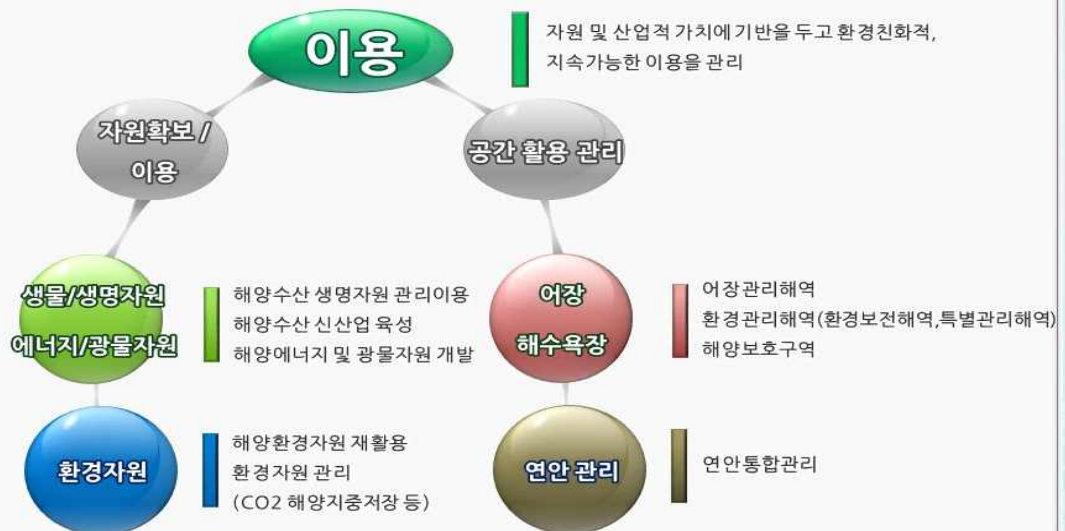 이용
자원 및 산업적 가치에 기반을 두고 환경친화적,
지속가능한 이용을 관리
자원확보 /
이용
공간 활용 관리
생물/생명자원
에너지/광물자원
해양수산 생명자원 관리이용
해양수산 신산업 육성
해양에너지 및 광물자원 개발
어장
해수욕장
어장관리해역
환경관리해역(환경보전해역,특별관리해역)
해양보호구역
환경자원
해양환경자원 재활용
환경자원 관리
(CO2 해양지중저장 등)
연안 관리
연안통합관리